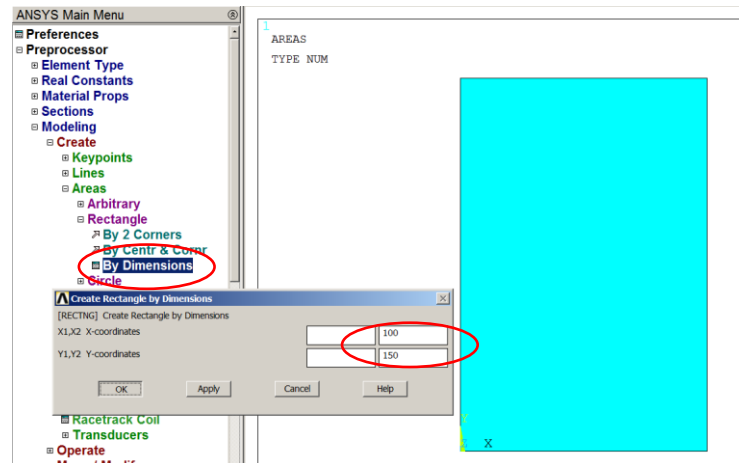 ANSYS Main Menu
Preferences
Preprocessor
Element Type
Real Constants
Material Props
Sections
Modeling
Create
Keypoints
Lines
Areas
Arbitrary
Rectangle
By 2 Corners
By Centr & Cornr
By Dimensions
Circle
Create Rectangle by Dimensions
[RECTNG] Create Rectangle by Dimensions
X1,X2 X-coordinates
100
Y1,Y2 Y-coordinates
150
OK Apply Cancel Help
Racetrack Coil
Transducers
Operate
1
AREAS
TYPE NUM
Y
X